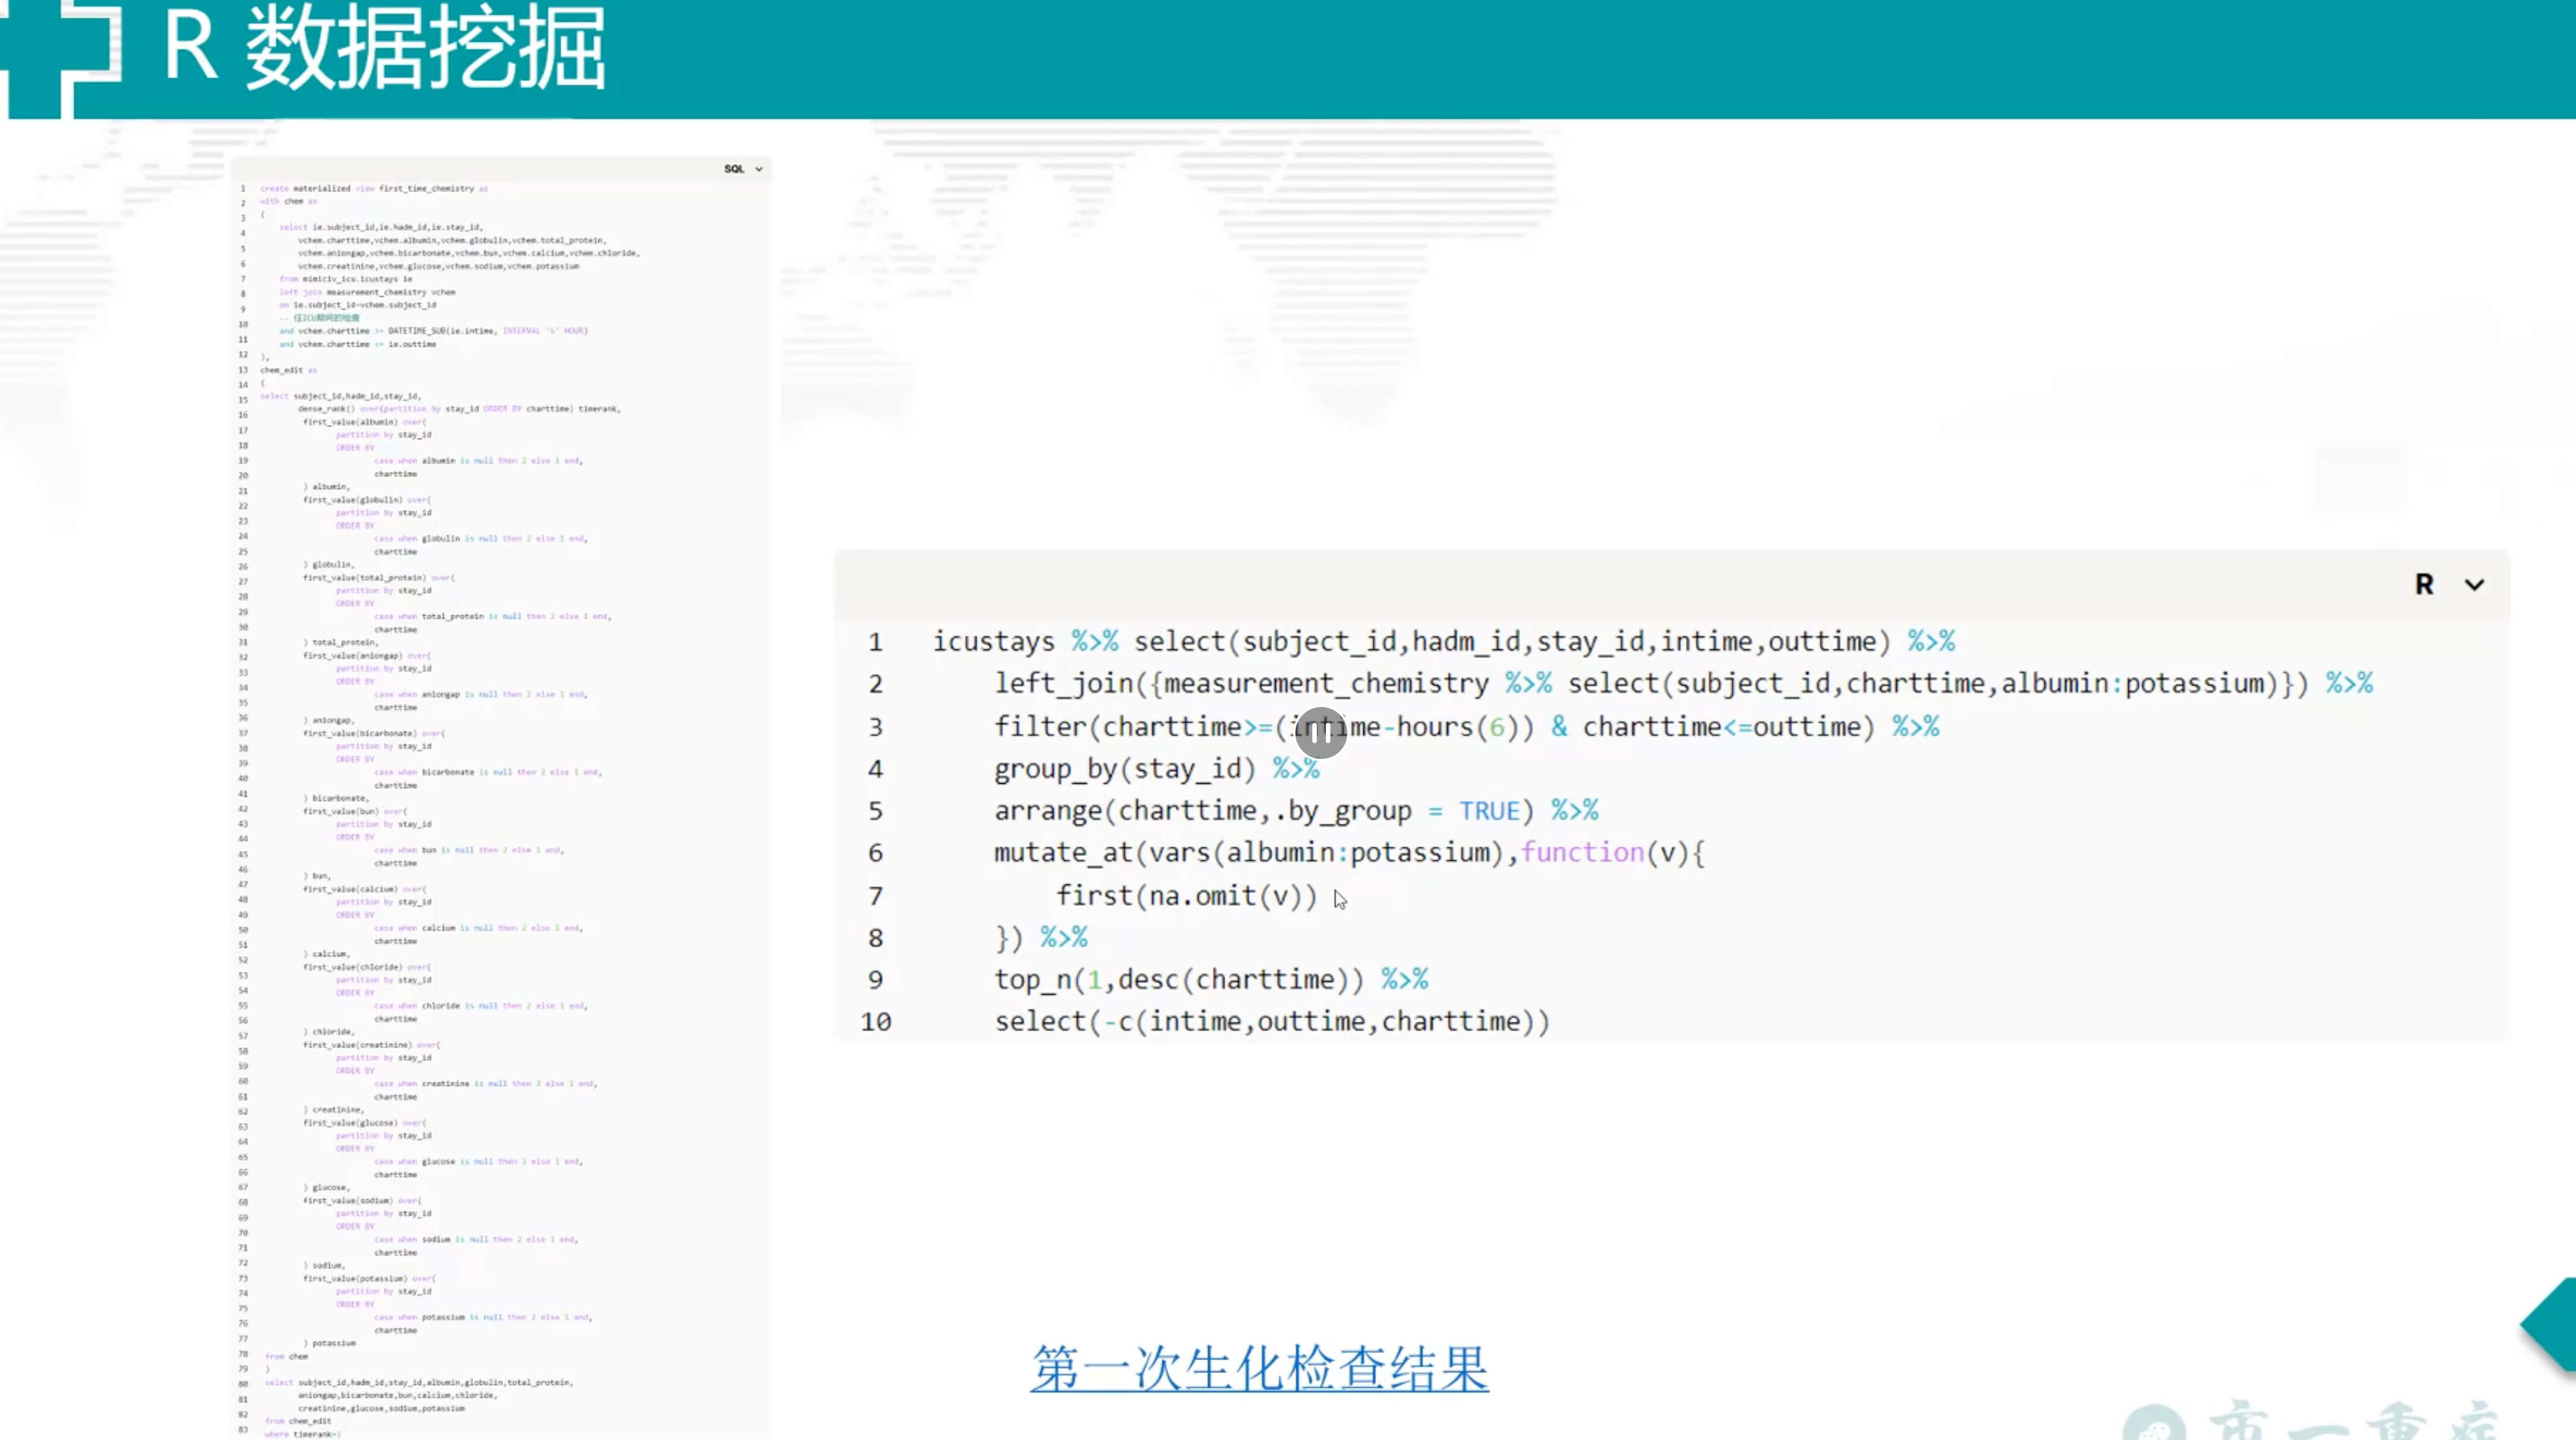 R 数据挖掘
SQL
1 create materialized view first_time_chemistry as
2 with chem as
3 (
4 select ie.subject_id,ie.hadm_id,ie.stay_id,
5 vchem.charttime,vchem.albumin,vchem.globulin,vchem.total_protein,
6 vchem.aniongap,vchem.bicarbonate,vchem.bun,vchem.calcium,vchem.chloride,
vchem.creatinine,vchem.glucose,vchem.sodium,vchem.potassium
7 from mimiciv_icu.icustays ie
8 left join measurement_chemistry vchem
9 on ie.subject_id=vchem.subject_id
10 -- 住ICU期间的检查
11 and vchem.charttime >= DATETIME_SUB(ie.intime, INTERVAL '6' HOUR)
and vchem.charttime <= ie.outtime
12 ),
13 chem_edit as
14 (
15 select subject_id,hadm_id,stay_id,
16 dense_rank() over(partition by stay_id ORDER BY charttime) timerank,
first_value(albumin) over(
17 partition by stay_id
18 ORDER BY
19 case when albumin is null then 2 else 1 end,
20 charttime
21 ) albumin,
22 first_value(globulin) over(
23 partition by stay_id
ORDER BY
24 case when globulin is null then 2 else 1 end,
25 charttime
26 ) globulin,
27 first_value(total_protein) over(
28 partition by stay_id
ORDER BY
29 case when total_protein is null then 2 else 1 end,
30 charttime
31 ) total_protein,
32 first_value(aniongap) over(
33 partition by stay_id
34 ORDER BY
case when aniongap is null then 2 else 1 end,
35 charttime
36 ) aniongap,
37 first_value(bicarbonate) over(
38 partition by stay_id
39 ORDER BY
40 case when bicarbonate is null then 2 else 1 end,
charttime
41 ) bicarbonate,
42 first_value(bun) over(
43 partition by stay_id
44 ORDER BY
45 case when bun is null then 2 else 1 end,
charttime
46 ) bun,
47 first_value(calcium) over(
48 partition by stay_id
49 ORDER BY
50 case when calcium is null then 2 else 1 end,
51 charttime
52 ) calcium,
53 first_value(chloride) over(
54 partition by stay_id
ORDER BY
55 case when chloride is null then 2 else 1 end,
56 charttime
57 ) chloride,
58 first_value(creatinine) over(
59 partition by stay_id
ORDER BY
60 case when creatinine is null then 2 else 1 end,
61 charttime
62 ) creatinine,
63 first_value(glucose) over(
64 partition by stay_id
65 ORDER BY
case when glucose is null then 2 else 1 end,
66 charttime
67 ) glucose,
68 first_value(sodium) over(
69 partition by stay_id
70 ORDER BY
71 case when sodium is null then 2 else 1 end,
charttime
72 ) sodium,
73 first_value(potassium) over(
74 partition by stay_id
75 ORDER BY
76 case when potassium is null then 2 else 1 end,
charttime
77 ) potassium
78 from chem
79 )
80 select subject_id,hadm_id,stay_id,albumin,globulin,total_protein,
81 aniongap,bicarbonate,bun,calcium,chloride,
82 creatinine,glucose,sodium,potassium
from chem_edit
83 where timerank=1
R
1 icustays %>% select(subject_id,hadm_id,stay_id,intime,outtime) %>%
2 left_join({measurement_chemistry %>% select(subject_id,charttime,albumin:potassium)}) %>%
3 filter(charttime>=(intime-hours(6)) & charttime<=outtime) %>%
4 group_by(stay_id) %>%
5 arrange(charttime,.by_group = TRUE) %>%
6 mutate_at(vars(albumin:potassium),function(v){
7 first(na.omit(v))
8 }) %>%
9 top_n(1,desc(charttime)) %>%
10 select(-c(intime,outtime,charttime))
第一次生化检查结果
市一重症